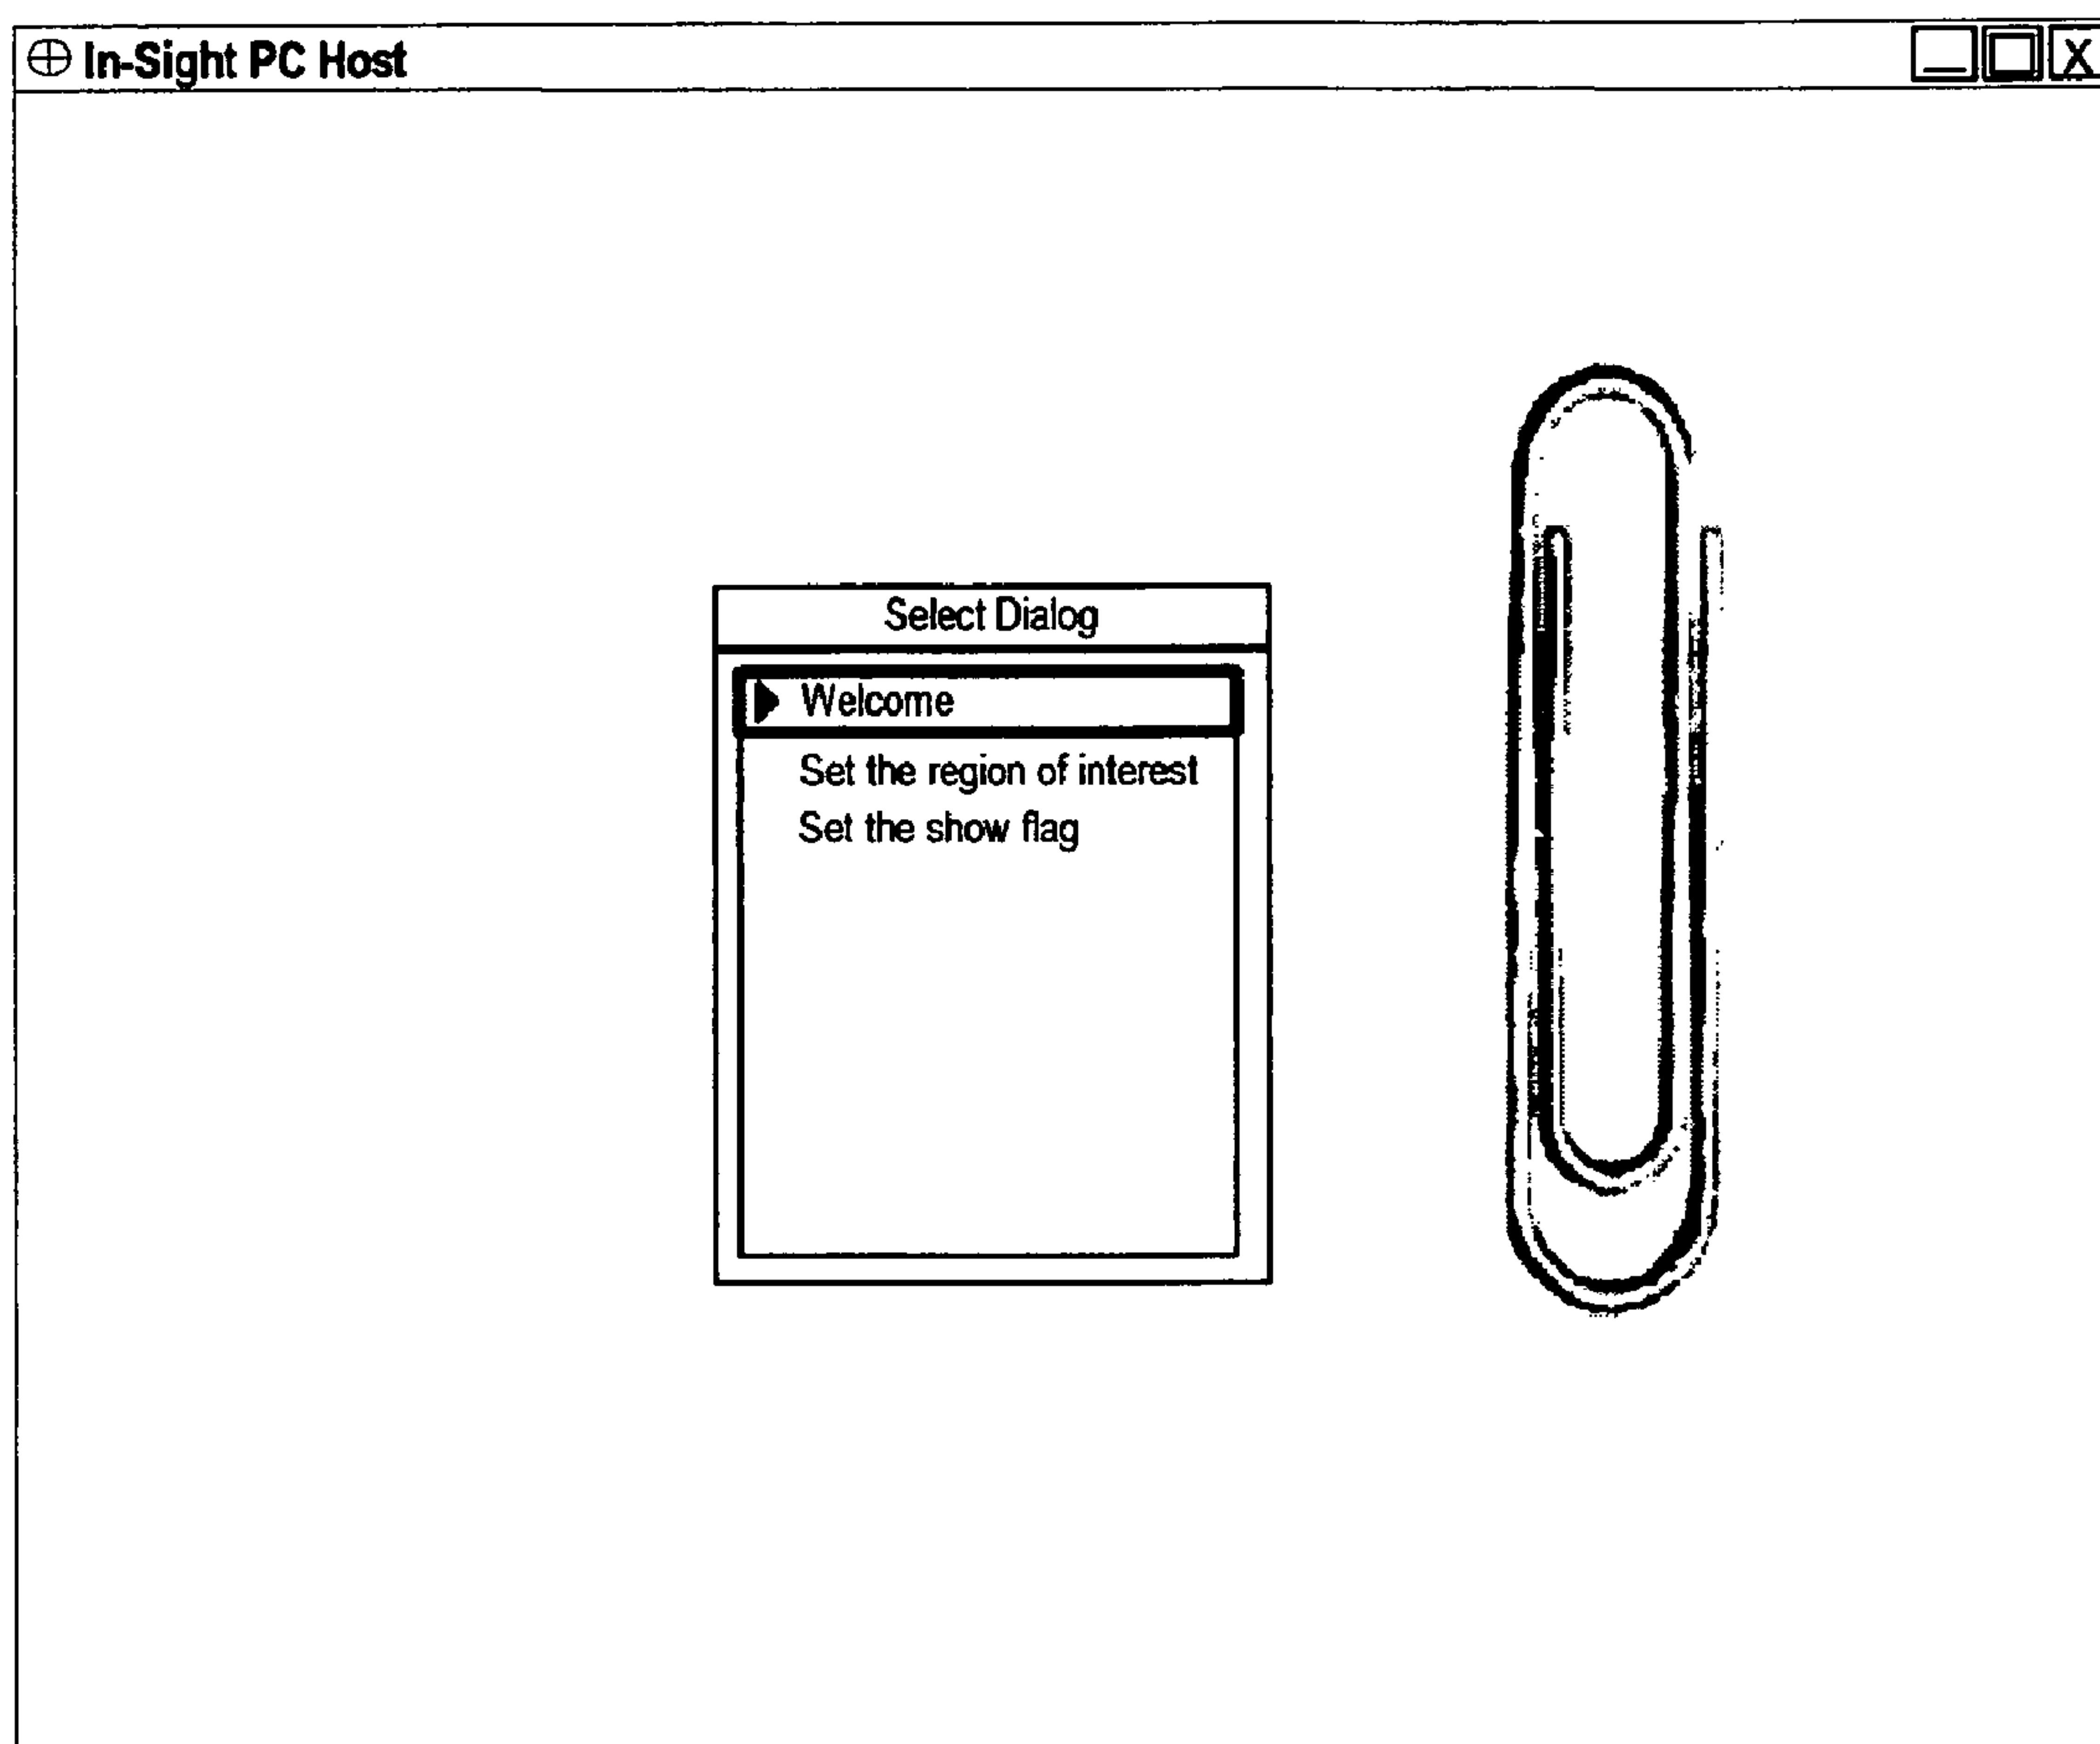 In-Sight PC Host
X
Select Dialog
Welcome
Set the region of interest
Set the show flag